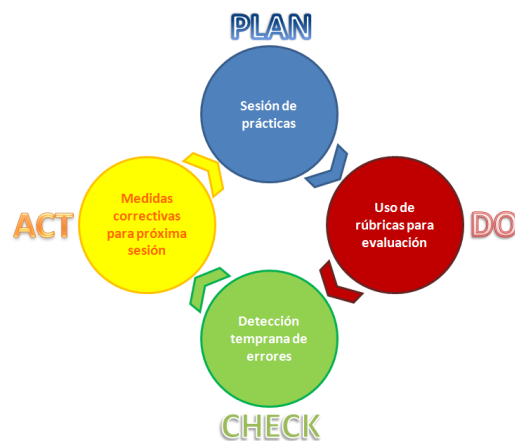 PLAN
Sesión de
prácticas
Uso de
rúbricas para
evaluación
DO
Detección
temprana de
errores
CHECK
Medidas
correctivas
para próxima
sesión
ACT